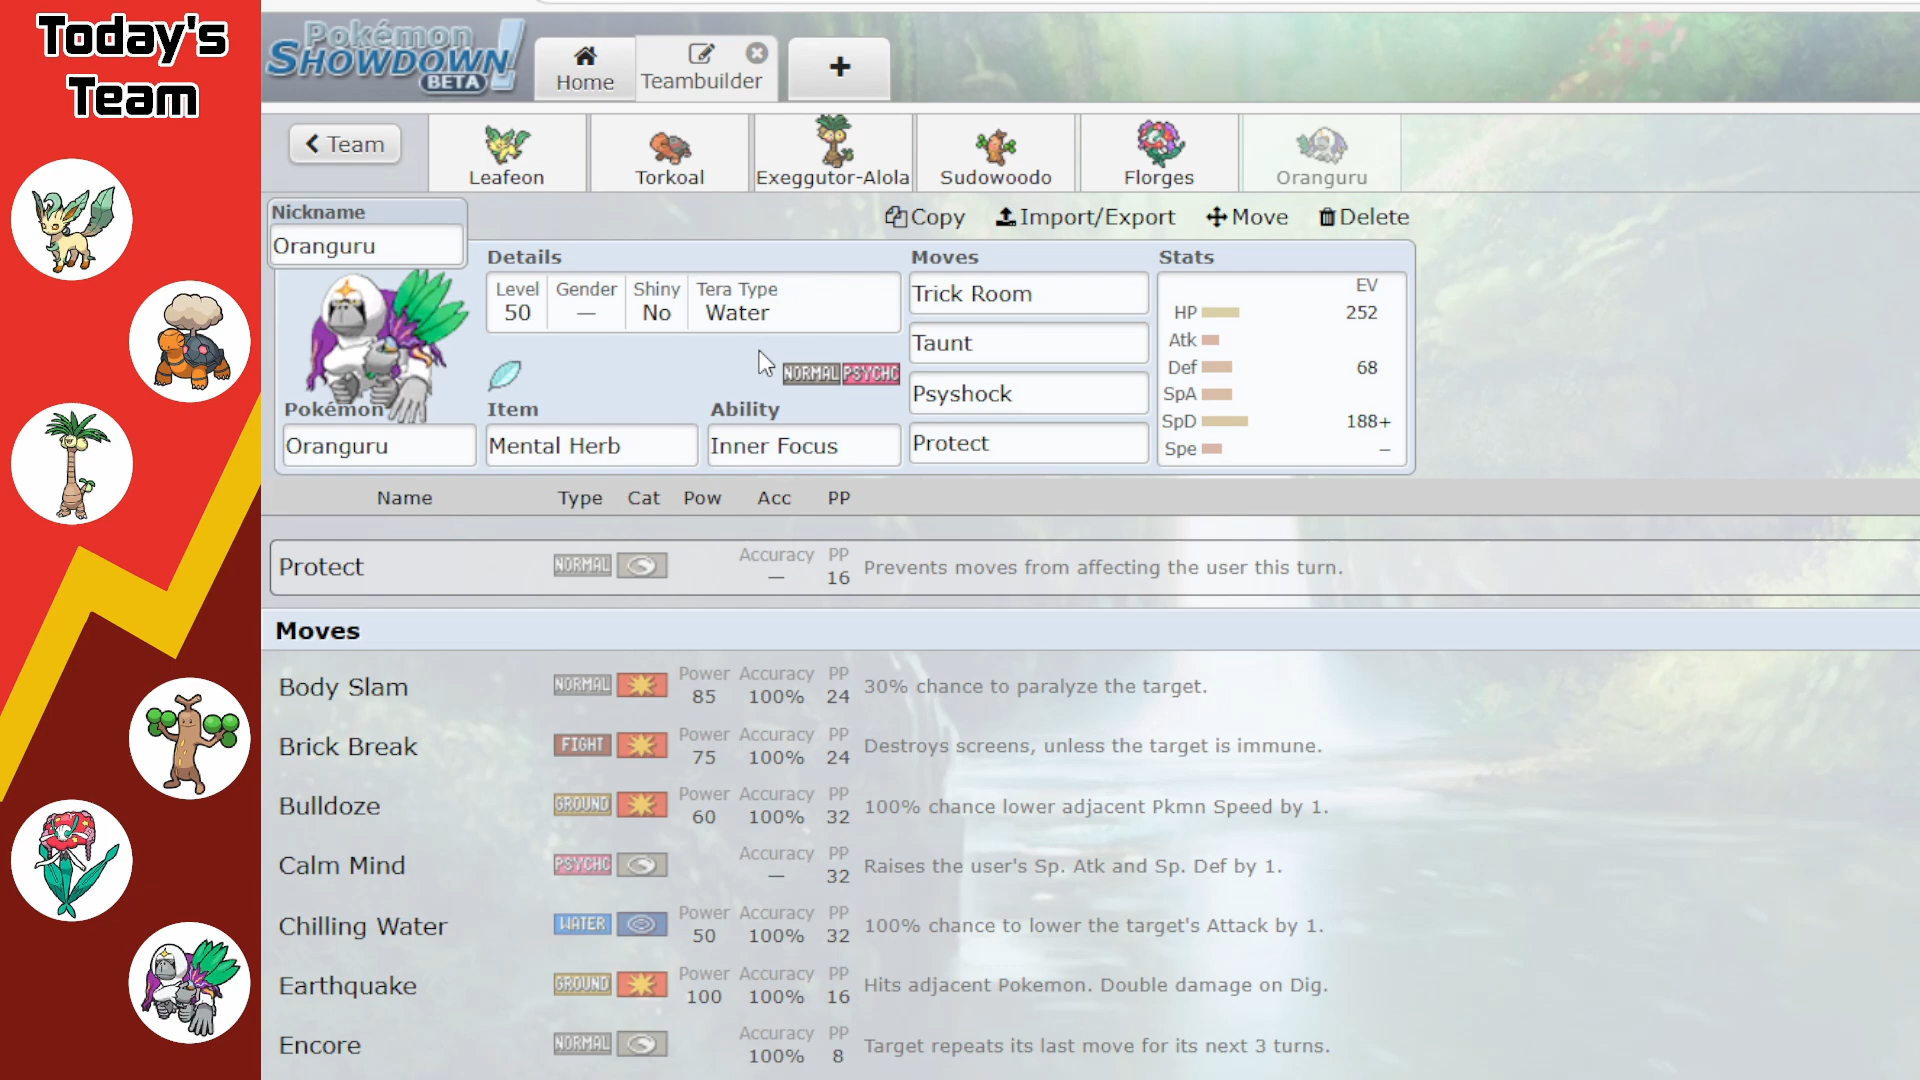 Today's
Team
Pokémon
SHOWDOWN!
BETA
Home
Teambuilder
Team
Leafeon
Torkoal
Exeggutor-Alola
Sudowoodo
Florges
Oranguru
Copy
Import/Export
Move
Delete
Nickname
Oranguru
Details
Level
50
Gender
—
Shiny
No
Tera Type
Water
NORMAL PSYCHC
Pokémon
Oranguru
Item
Mental Herb
Ability
Inner Focus
Moves
Trick Room
Taunt
Psyshock
Protect
Stats
EV
HP 252
Atk
Def 68
SpA
SpD 188+
Spe –
Name Type Cat Pow Acc PP
Protect NORMAL Accuracy — PP 16 Prevents moves from affecting the user this turn.
Moves
Body Slam NORMAL Power 85 Accuracy 100% PP 24 30% chance to paralyze the target.
Brick Break FIGHT Power 75 Accuracy 100% PP 24 Destroys screens, unless the target is immune.
Bulldoze GROUND Power 60 Accuracy 100% PP 32 100% chance lower adjacent Pkmn Speed by 1.
Calm Mind PSYCHC Accuracy — PP 32 Raises the user's Sp. Atk and Sp. Def by 1.
Chilling Water WATER Power 50 Accuracy 100% PP 32 100% chance to lower the target's Attack by 1.
Earthquake GROUND Power 100 Accuracy 100% PP 16 Hits adjacent Pokemon. Double damage on Dig.
Encore NORMAL Accuracy 100% PP 8 Target repeats its last move for its next 3 turns.